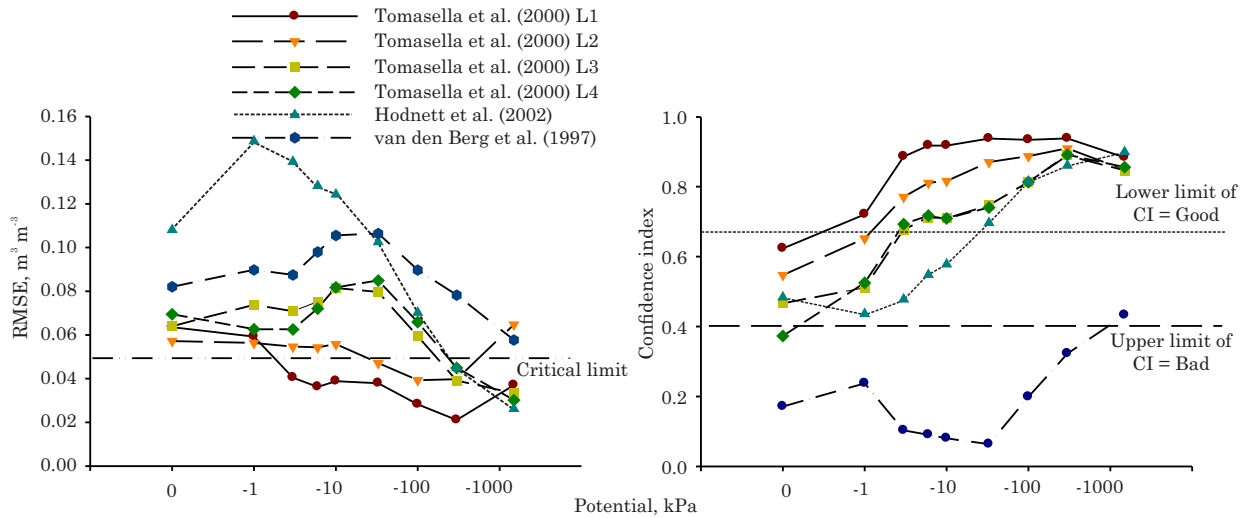 Tomasella et al. (2000) L1
Tomasella et al. (2000) L2
Tomasella et al. (2000) L3
Tomasella et al. (2000) L4
Hodnett et al. (2002)
van den Berg et al. (1997)
RMSE, m³ m⁻³
0.16
0.14
0.12
0.10
0.08
0.06
0.04
0.02
0.00
0
-1
-10
-100
-1000
Critical limit
Potential, kPa
Confidence index
1.0
0.8
0.6
0.4
0.2
0.0
0
-1
-10
-100
-1000
Lower limit of
CI = Good
Upper limit of
CI = Bad